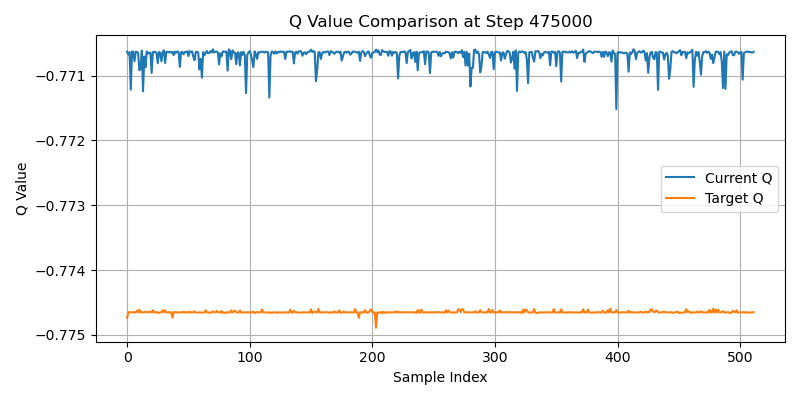 Q Value Comparison at Step 475000
Q Value
−0.771
−0.772
−0.773
−0.774
−0.775
Current Q
Target Q
0
100
200
300
400
500
Sample Index